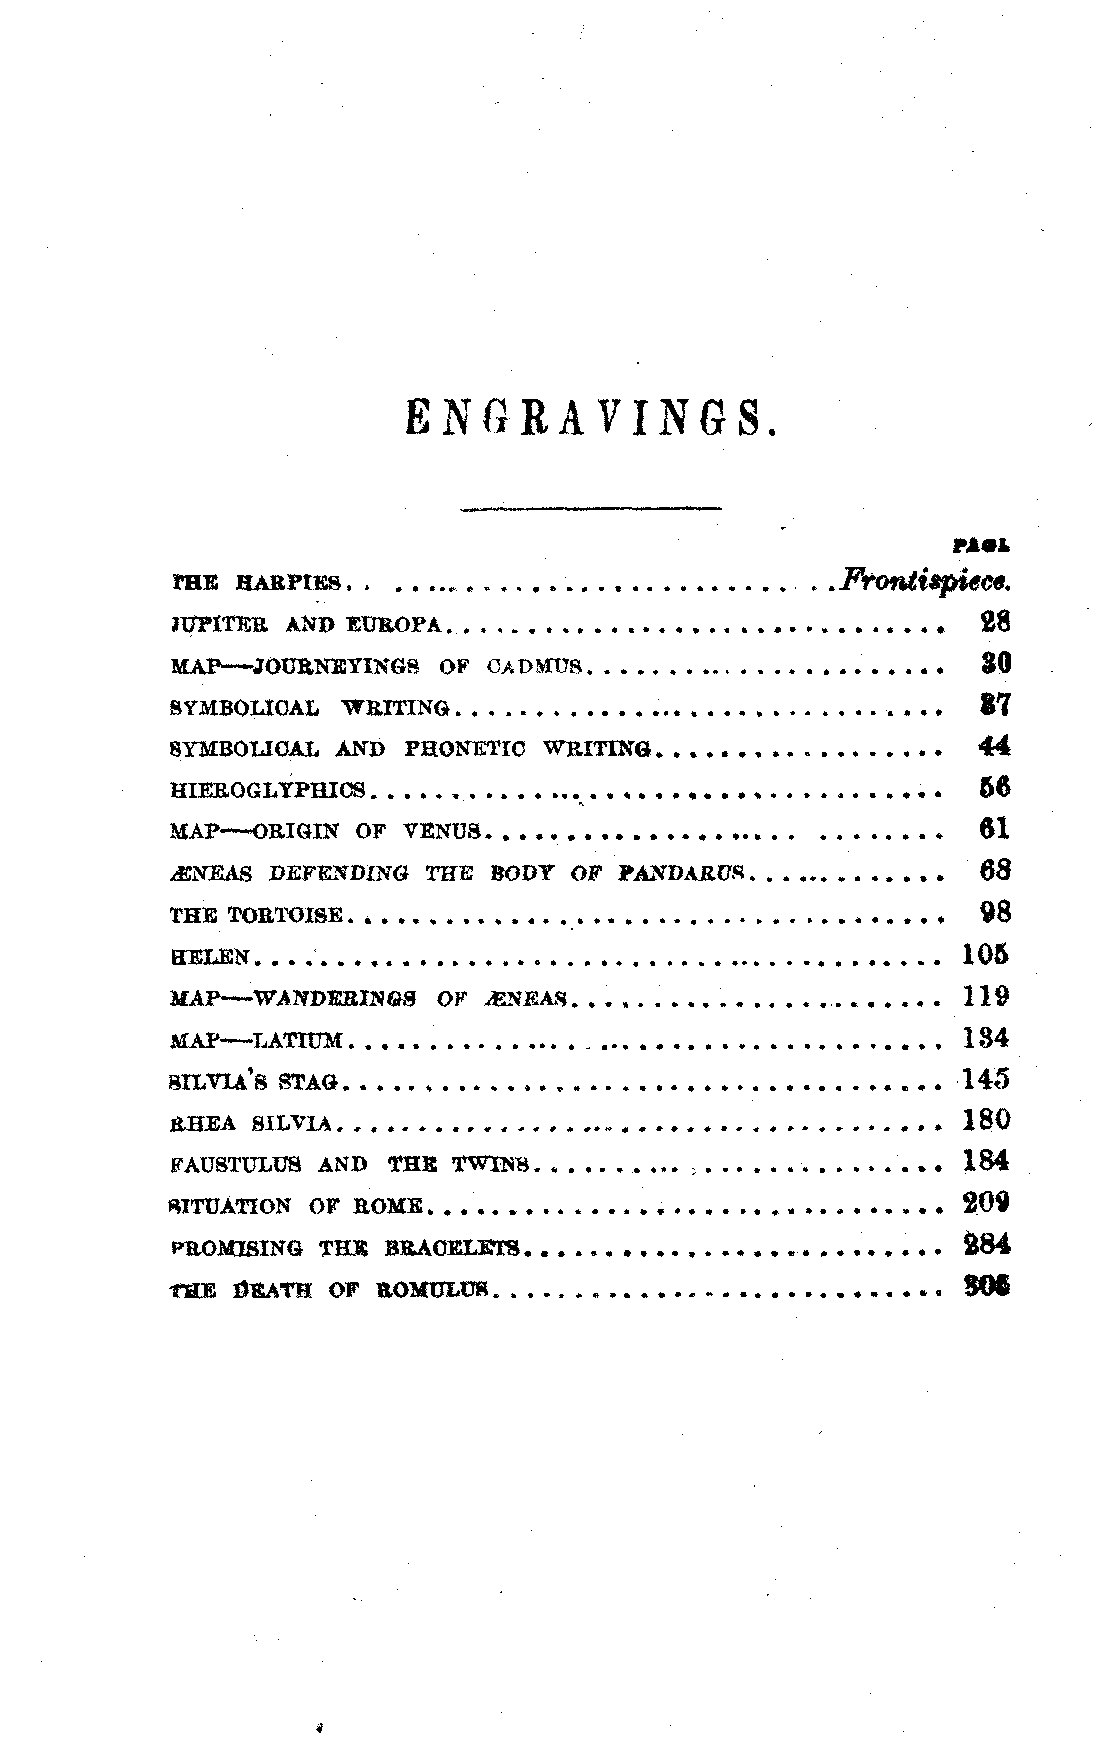 ENGRAVINGS.
PAGE
THE HARPIES. . . . . . . . . . . . . . . . . . . . . . . . . . . . Frontispiece.
JUPITER AND EUROPA. . . . . . . . . . . . . . . . . . . . . . . . . . . . . . 28
MAP—JOURNEYINGS OF CADMUS. . . . . . . . . . . . . . . . . . . . . . 30
SYMBOLICAL WRITING. . . . . . . . . . . . . . . . . . . . . . . . . . . . . . 37
SYMBOLICAL AND PHONETIC WRITING. . . . . . . . . . . . . . . . . . 44
HIEROGLYPHICS. . . . . . . . . . . . . . . . . . . . . . . . . . . . . . . . . . 56
MAP—ORIGIN OF VENUS. . . . . . . . . . . . . . . . . . . . . . . . . . . 61
ÆNEAS DEFENDING THE BODY OF PANDARUS. . . . . . . . . . . . 68
THE TORTOISE. . . . . . . . . . . . . . . . . . . . . . . . . . . . . . . . . . . . 98
HELEN. . . . . . . . . . . . . . . . . . . . . . . . . . . . . . . . . . . . . . . . . 105
MAP—WANDERINGS OF ÆNEAS. . . . . . . . . . . . . . . . . . . . . . 119
MAP—LATIUM. . . . . . . . . . . . . . . . . . . . . . . . . . . . . . . . . . . . 134
SILVIA'S STAG. . . . . . . . . . . . . . . . . . . . . . . . . . . . . . . . . . . . 145
RHEA SILVIA. . . . . . . . . . . . . . . . . . . . . . . . . . . . . . . . . . . . . 180
FAUSTULUS AND THE TWINS. . . . . . . . . . . . . . . . . . . . . . . . . 184
SITUATION OF ROME. . . . . . . . . . . . . . . . . . . . . . . . . . . . . . . 209
PROMISING THE BRACELETS. . . . . . . . . . . . . . . . . . . . . . . . . 284
THE DEATH OF ROMULUS. . . . . . . . . . . . . . . . . . . . . . . . . . .